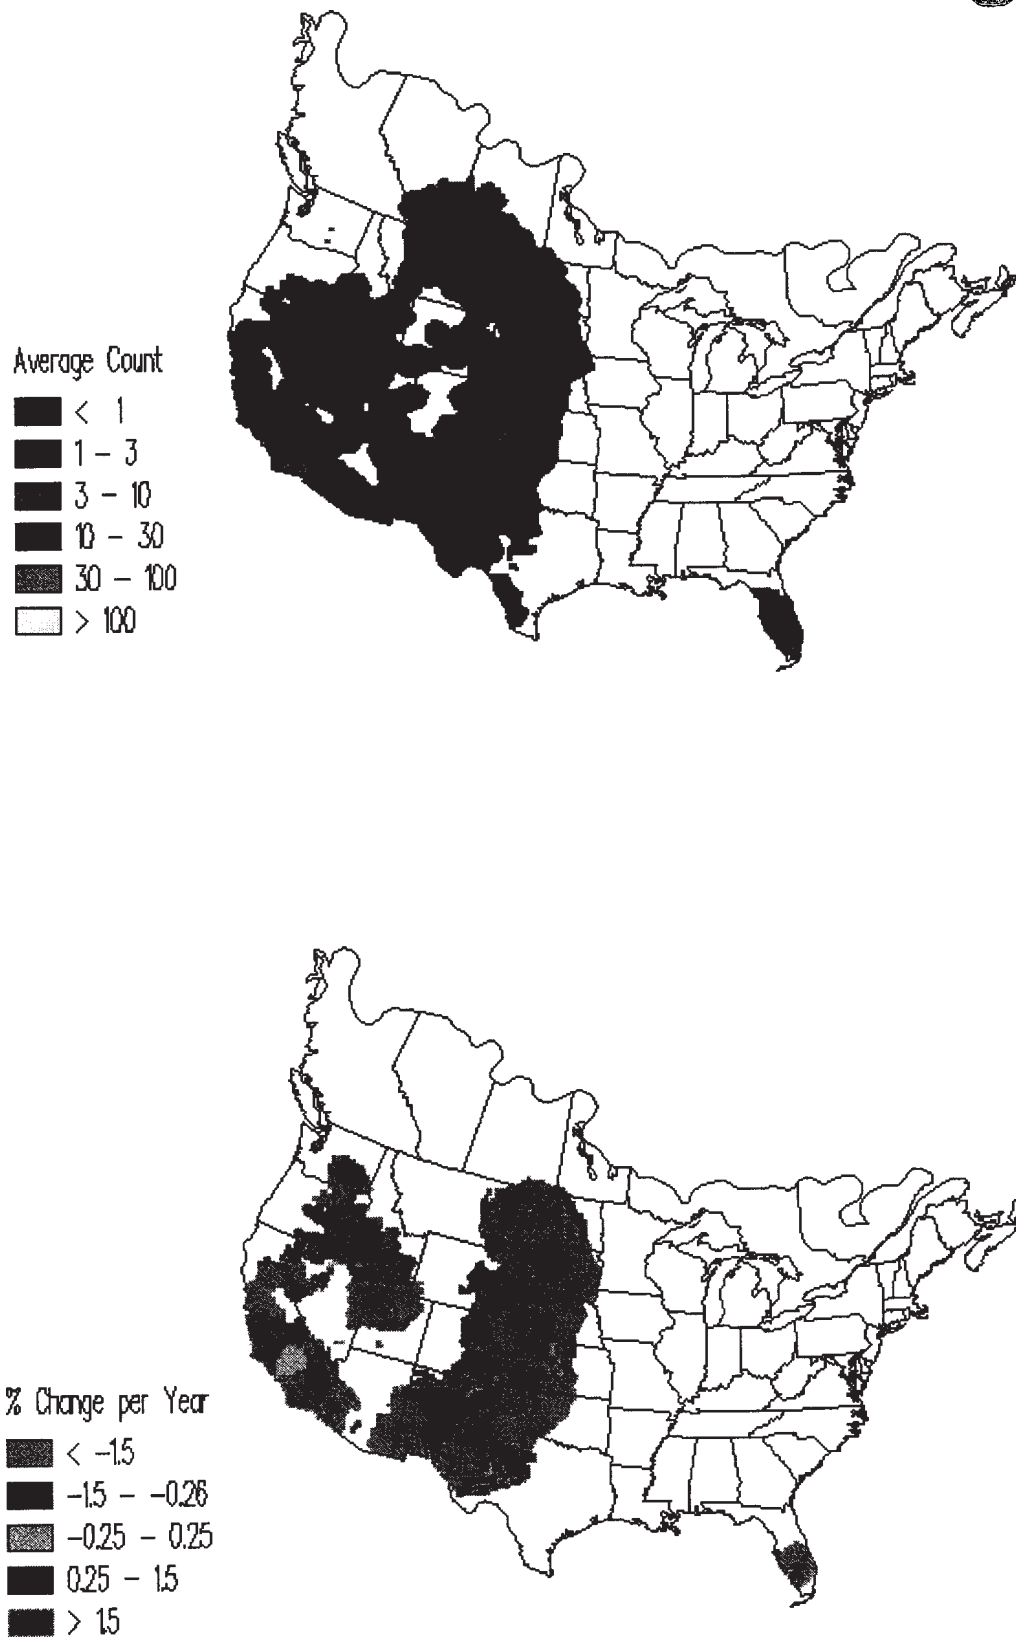 Average Count
< 1
1 - 3
3 - 10
10 - 30
30 - 100
> 100
% Change per Year
< -1.5
-1.5 - -0.26
-0.25 - 0.25
0.25 - 1.5
> 1.5